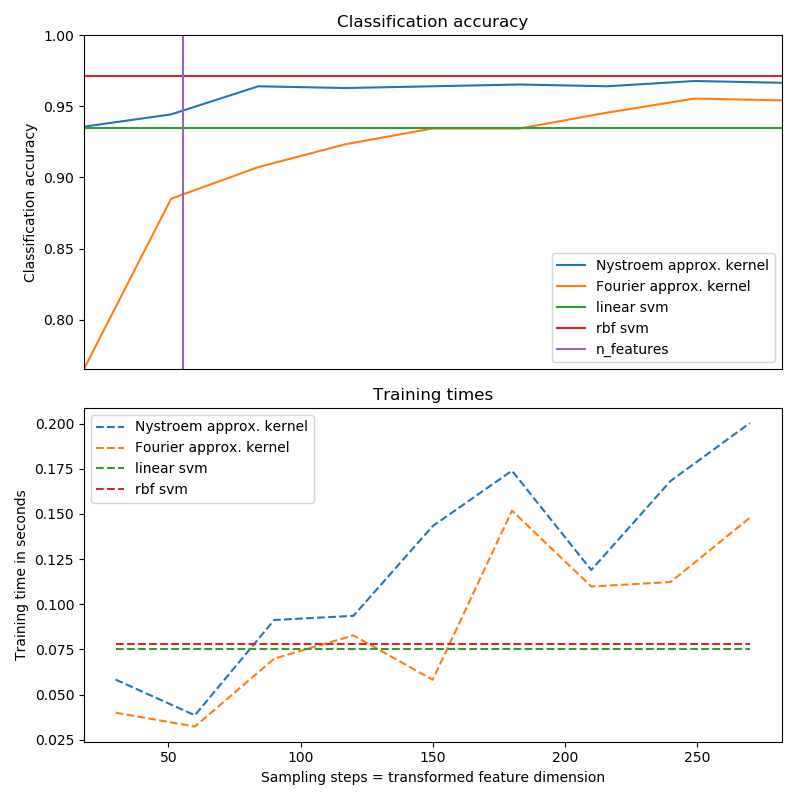 Classification accuracy
1.00
0.95
0.90
0.85
0.80
Classification accuracy
Nystroem approx. kernel
Fourier approx. kernel
linear svm
rbf svm
n_features
Training times
0.200
0.175
0.150
0.125
0.100
0.075
0.050
0.025
Training time in seconds
Nystroem approx. kernel
Fourier approx. kernel
linear svm
rbf svm
50
100
150
200
250
Sampling steps = transformed feature dimension